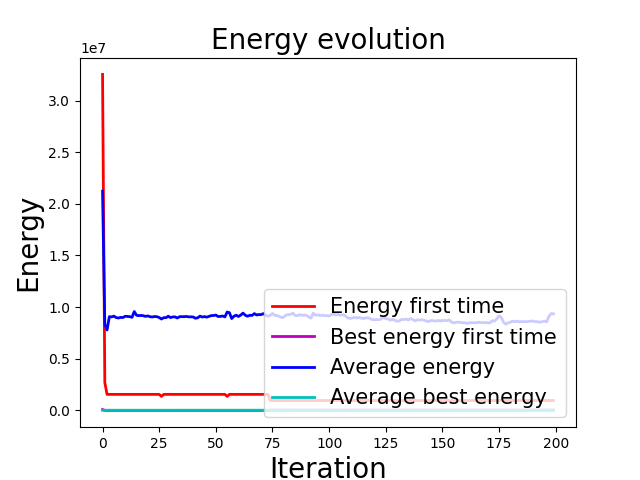 Energy evolution
1e7
3.0
2.5
2.0
1.5
1.0
0.5
0.0
Energy
Energy first time
Best energy first time
Average energy
Average best energy
0 25 50 75 100 125 150 175 200
Iteration